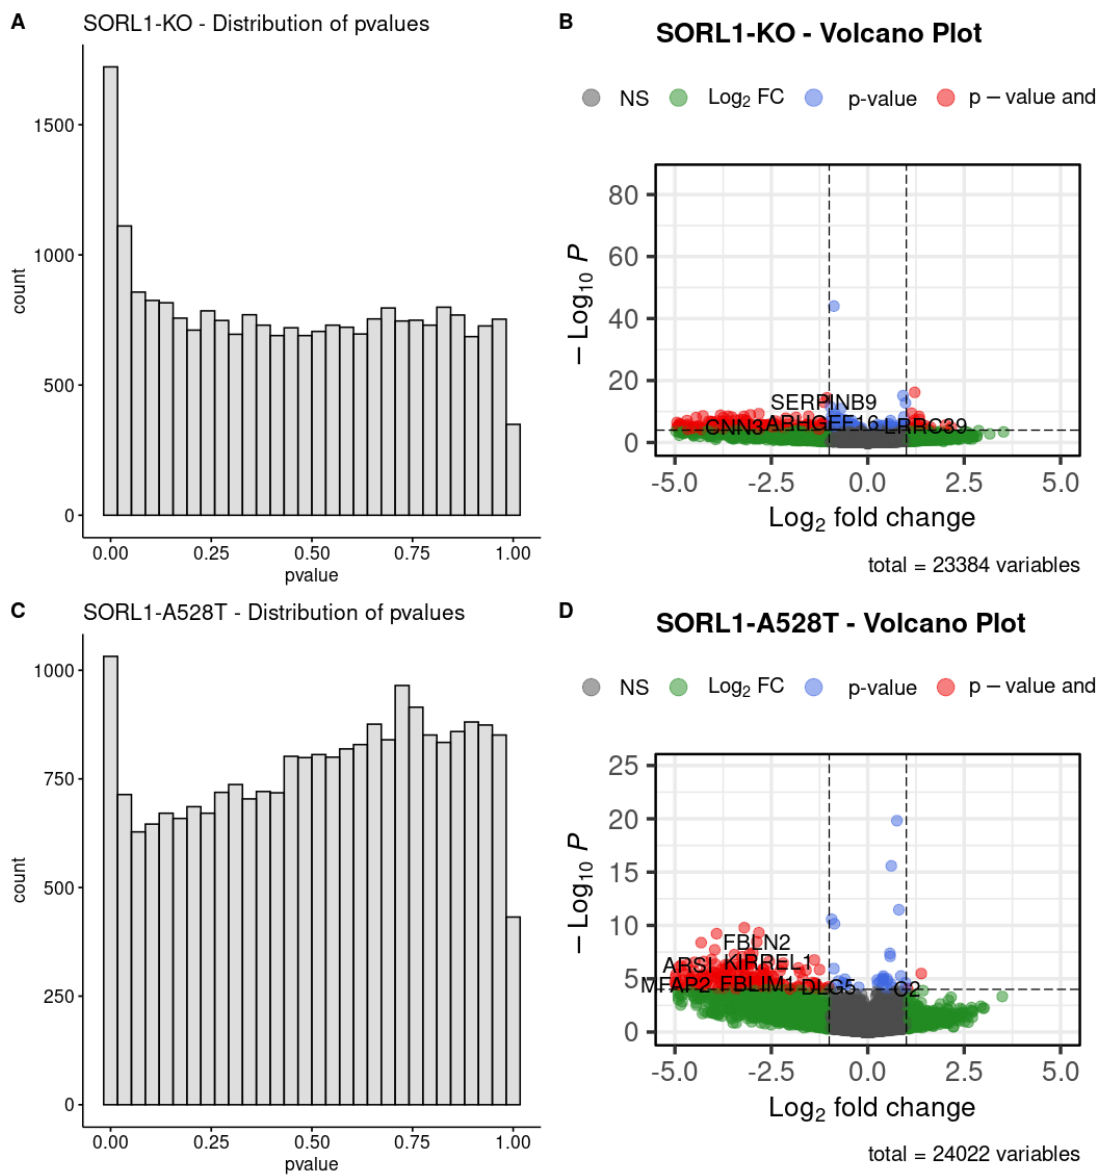 A
SORL1-KO - Distribution of pvalues
count
1500
1000
500
0
0.00 0.25 0.50 0.75 1.00
pvalue
B
SORL1-KO - Volcano Plot
NS Log2 FC p-value p − value and
− Log10 P
80
60
40
20
0
SERPINB9
CNN3 ARHGEF16 LRRC39
-5.0 -2.5 0.0 2.5 5.0
Log2 fold change
total = 23384 variables
C
SORL1-A528T - Distribution of pvalues
count
1000
750
500
250
0
0.00 0.25 0.50 0.75 1.00
pvalue
D
SORL1-A528T - Volcano Plot
NS Log2 FC p-value p − value and
− Log10 P
25
20
15
10
5
0
FBLN2
ARSI KIRREL1
MFAP2 FBLIM1 DLG5 C2
-5.0 -2.5 0.0 2.5 5.0
Log2 fold change
total = 24022 variables